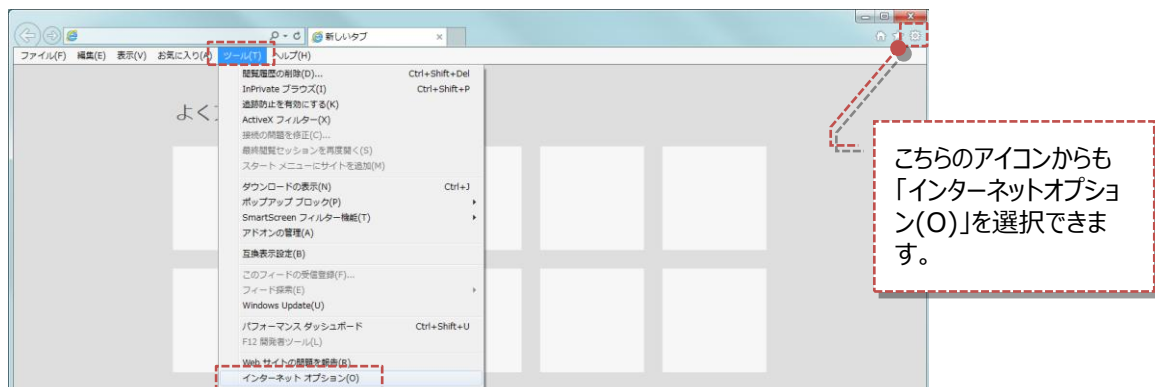 新しいタブ
ファイル(F) 編集(E) 表示(V) お気に入り(A) ツール(T) ヘルプ(H)
閲覧履歴の削除(D)... Ctrl+Shift+Del
InPrivate ブラウズ(I) Ctrl+Shift+P
追跡防止を有効にする(K)
ActiveX フィルター(X)
接続の問題を修正(C)...
最終閲覧セッションを再度開く(S)
スタート メニューにサイトを追加(M)
ダウンロードの表示(N) Ctrl+J
ポップアップ ブロック(P)
SmartScreen フィルター機能(T)
アドオンの管理(A)
互換表示設定(B)
このフィードの受信登録(F)...
フィード探索(E)
Windows Update(U)
パフォーマンス ダッシュボード Ctrl+Shift+U
F12 開発者ツール(L)
Web サイトの問題を報告(R)
インターネット オプション(O)
よく
こちらのアイコンからも
「インターネットオプショ
ン(O)」を選択できま
す。